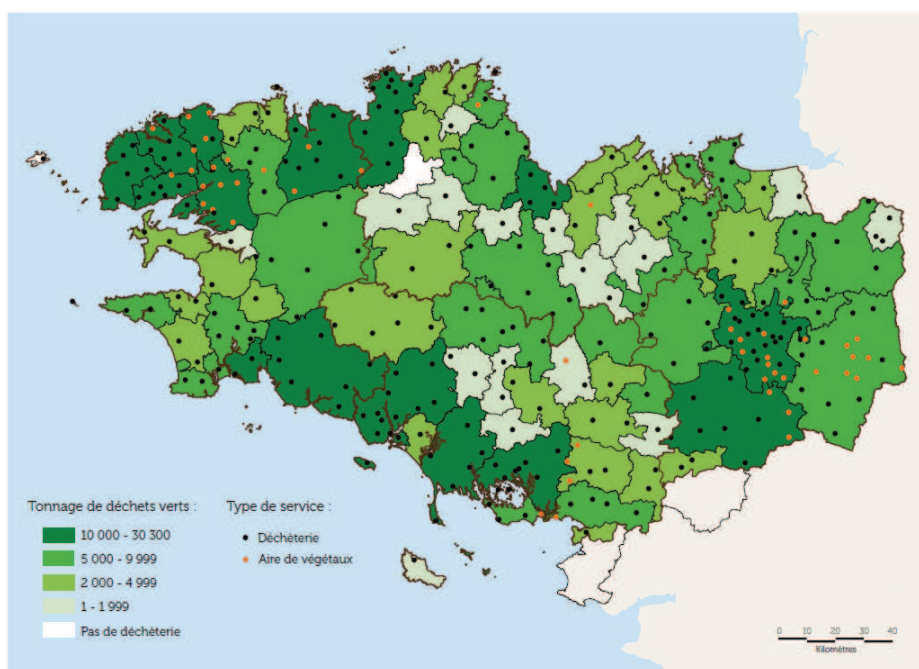 Tonnage de déchets verts :
10 000 - 30 300
5 000 - 9 999
2 000 - 4 999
1 - 1 999
Pas de déchèterie
Type de service :
Déchèterie
Aire de végétaux
0 10 20 30 40
Kilomètres